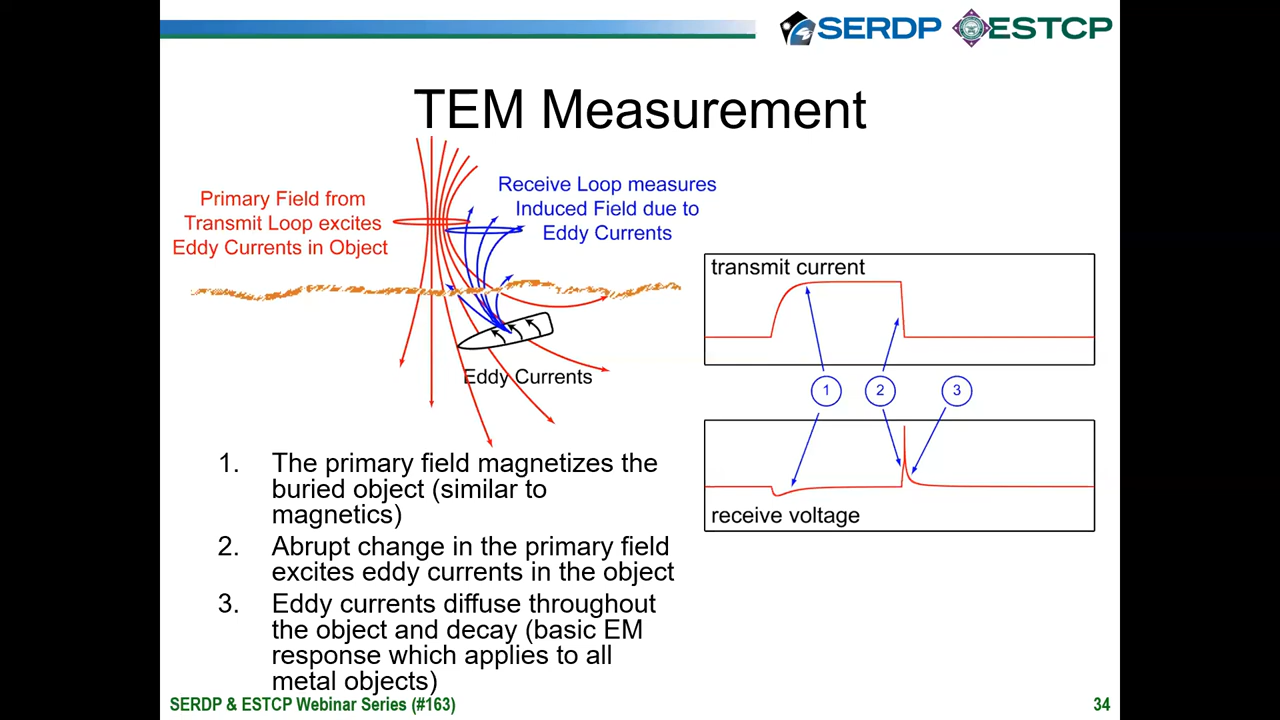 SERDP ESTCP
TEM Measurement
Primary Field from
Transmit Loop excites
Eddy Currents in Object
Receive Loop measures
Induced Field due to
Eddy Currents
Eddy Currents
transmit current
1 2 3
receive voltage
1. The primary field magnetizes the
buried object (similar to
magnetics)
2. Abrupt change in the primary field
excites eddy currents in the object
3. Eddy currents diffuse throughout
the object and decay (basic EM
response which applies to all
metal objects)
SERDP & ESTCP Webinar Series (#163)
34